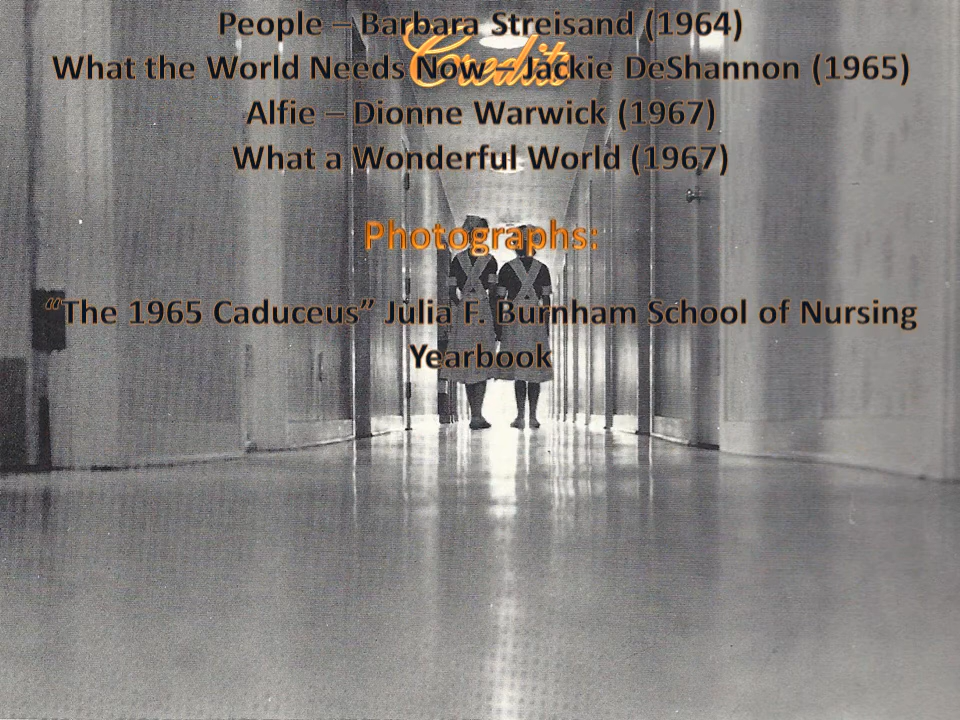 People – Barbara Streisand (1964)
Credits
What the World Needs Now – Jackie DeShannon (1965)
Alfie – Dionne Warwick (1967)
What a Wonderful World (1967)
Photographs:
“The 1965 Caduceus” Julia F. Burnham School of Nursing
Yearbook